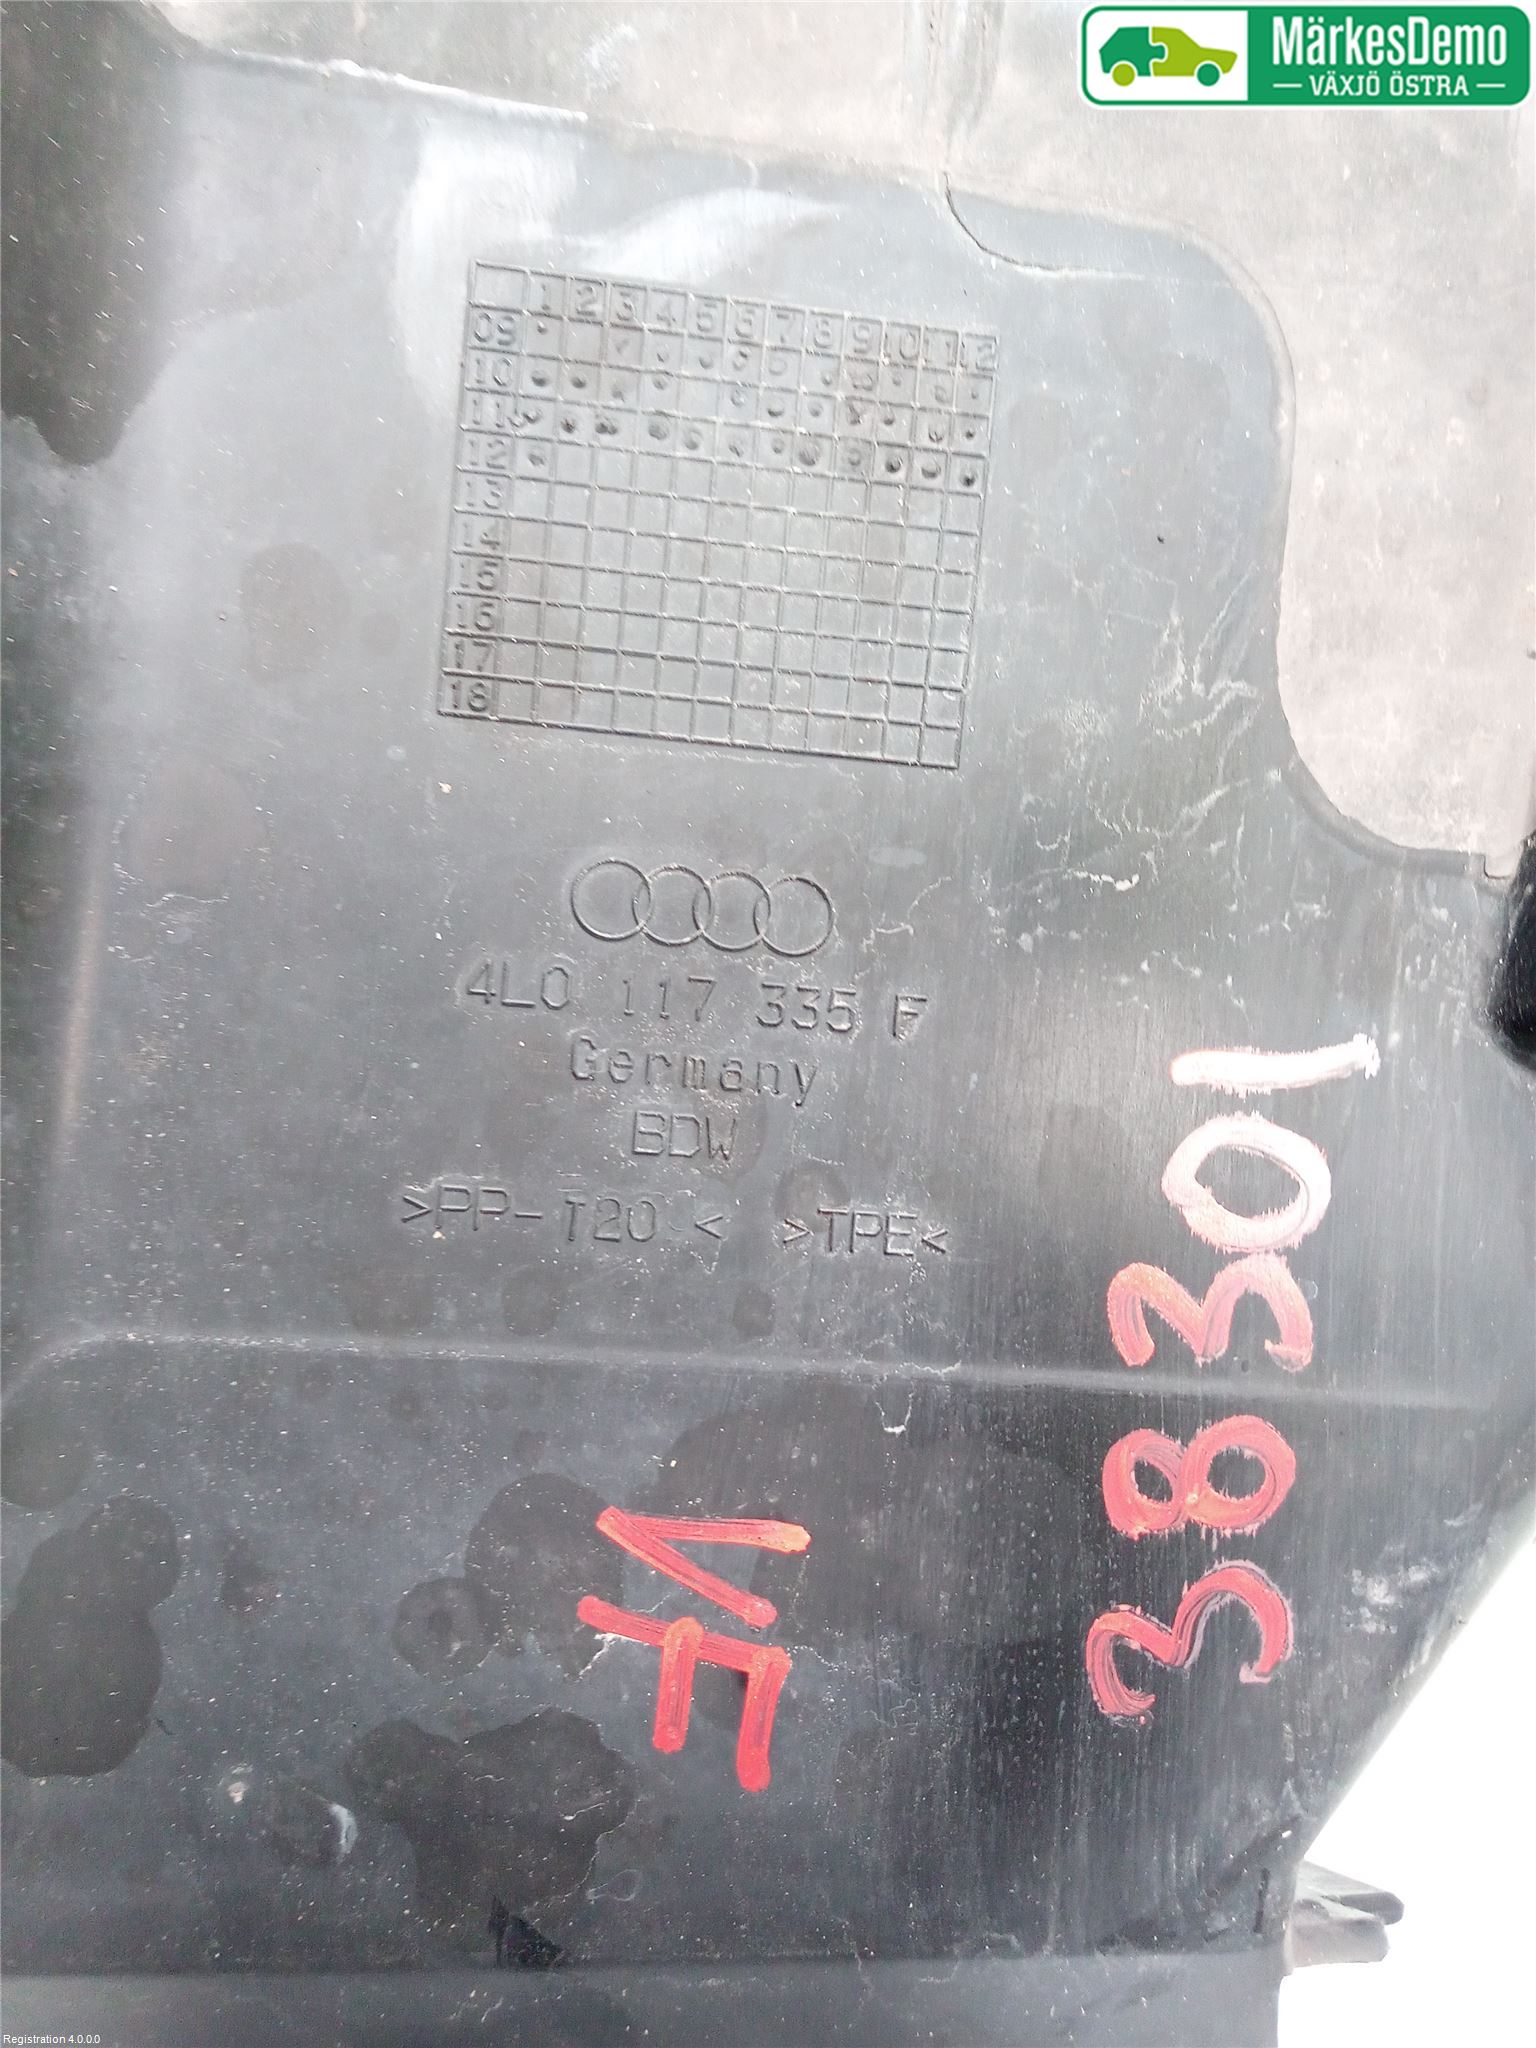 MärkesDemo
VÄXJÖ ÖSTRA
1 2 3 4 5 6 7 8 9 10 11 12
09
10
11
12
13
14
15
16
17
18
4L0 117 335 F
Germany
BDW
>PP-T20< >TPE<
38301
VF
Registration 4.0.0.0